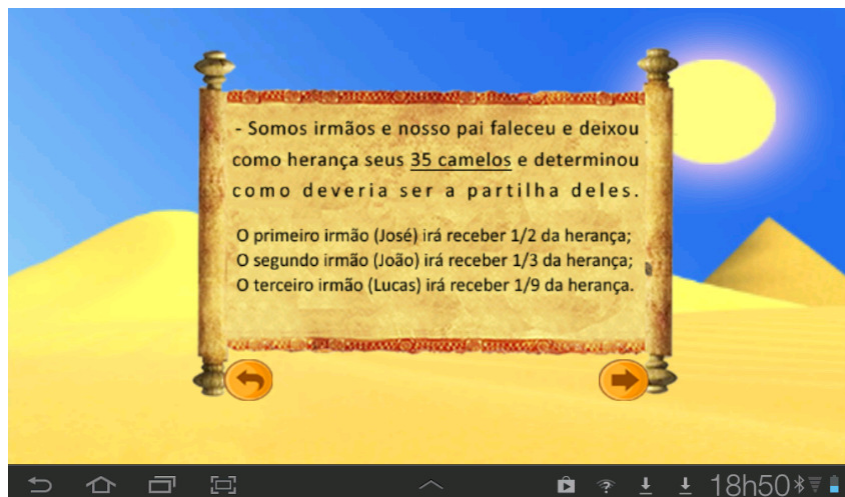 - Somos irmãos e nosso pai faleceu e deixou
como herança seus 35 camelos e determinou
como deveria ser a partilha deles.
O primeiro irmão (José) irá receber 1/2 da herança;
O segundo irmão (João) irá receber 1/3 da herança;
O terceiro irmão (Lucas) irá receber 1/9 da herança.
18h50